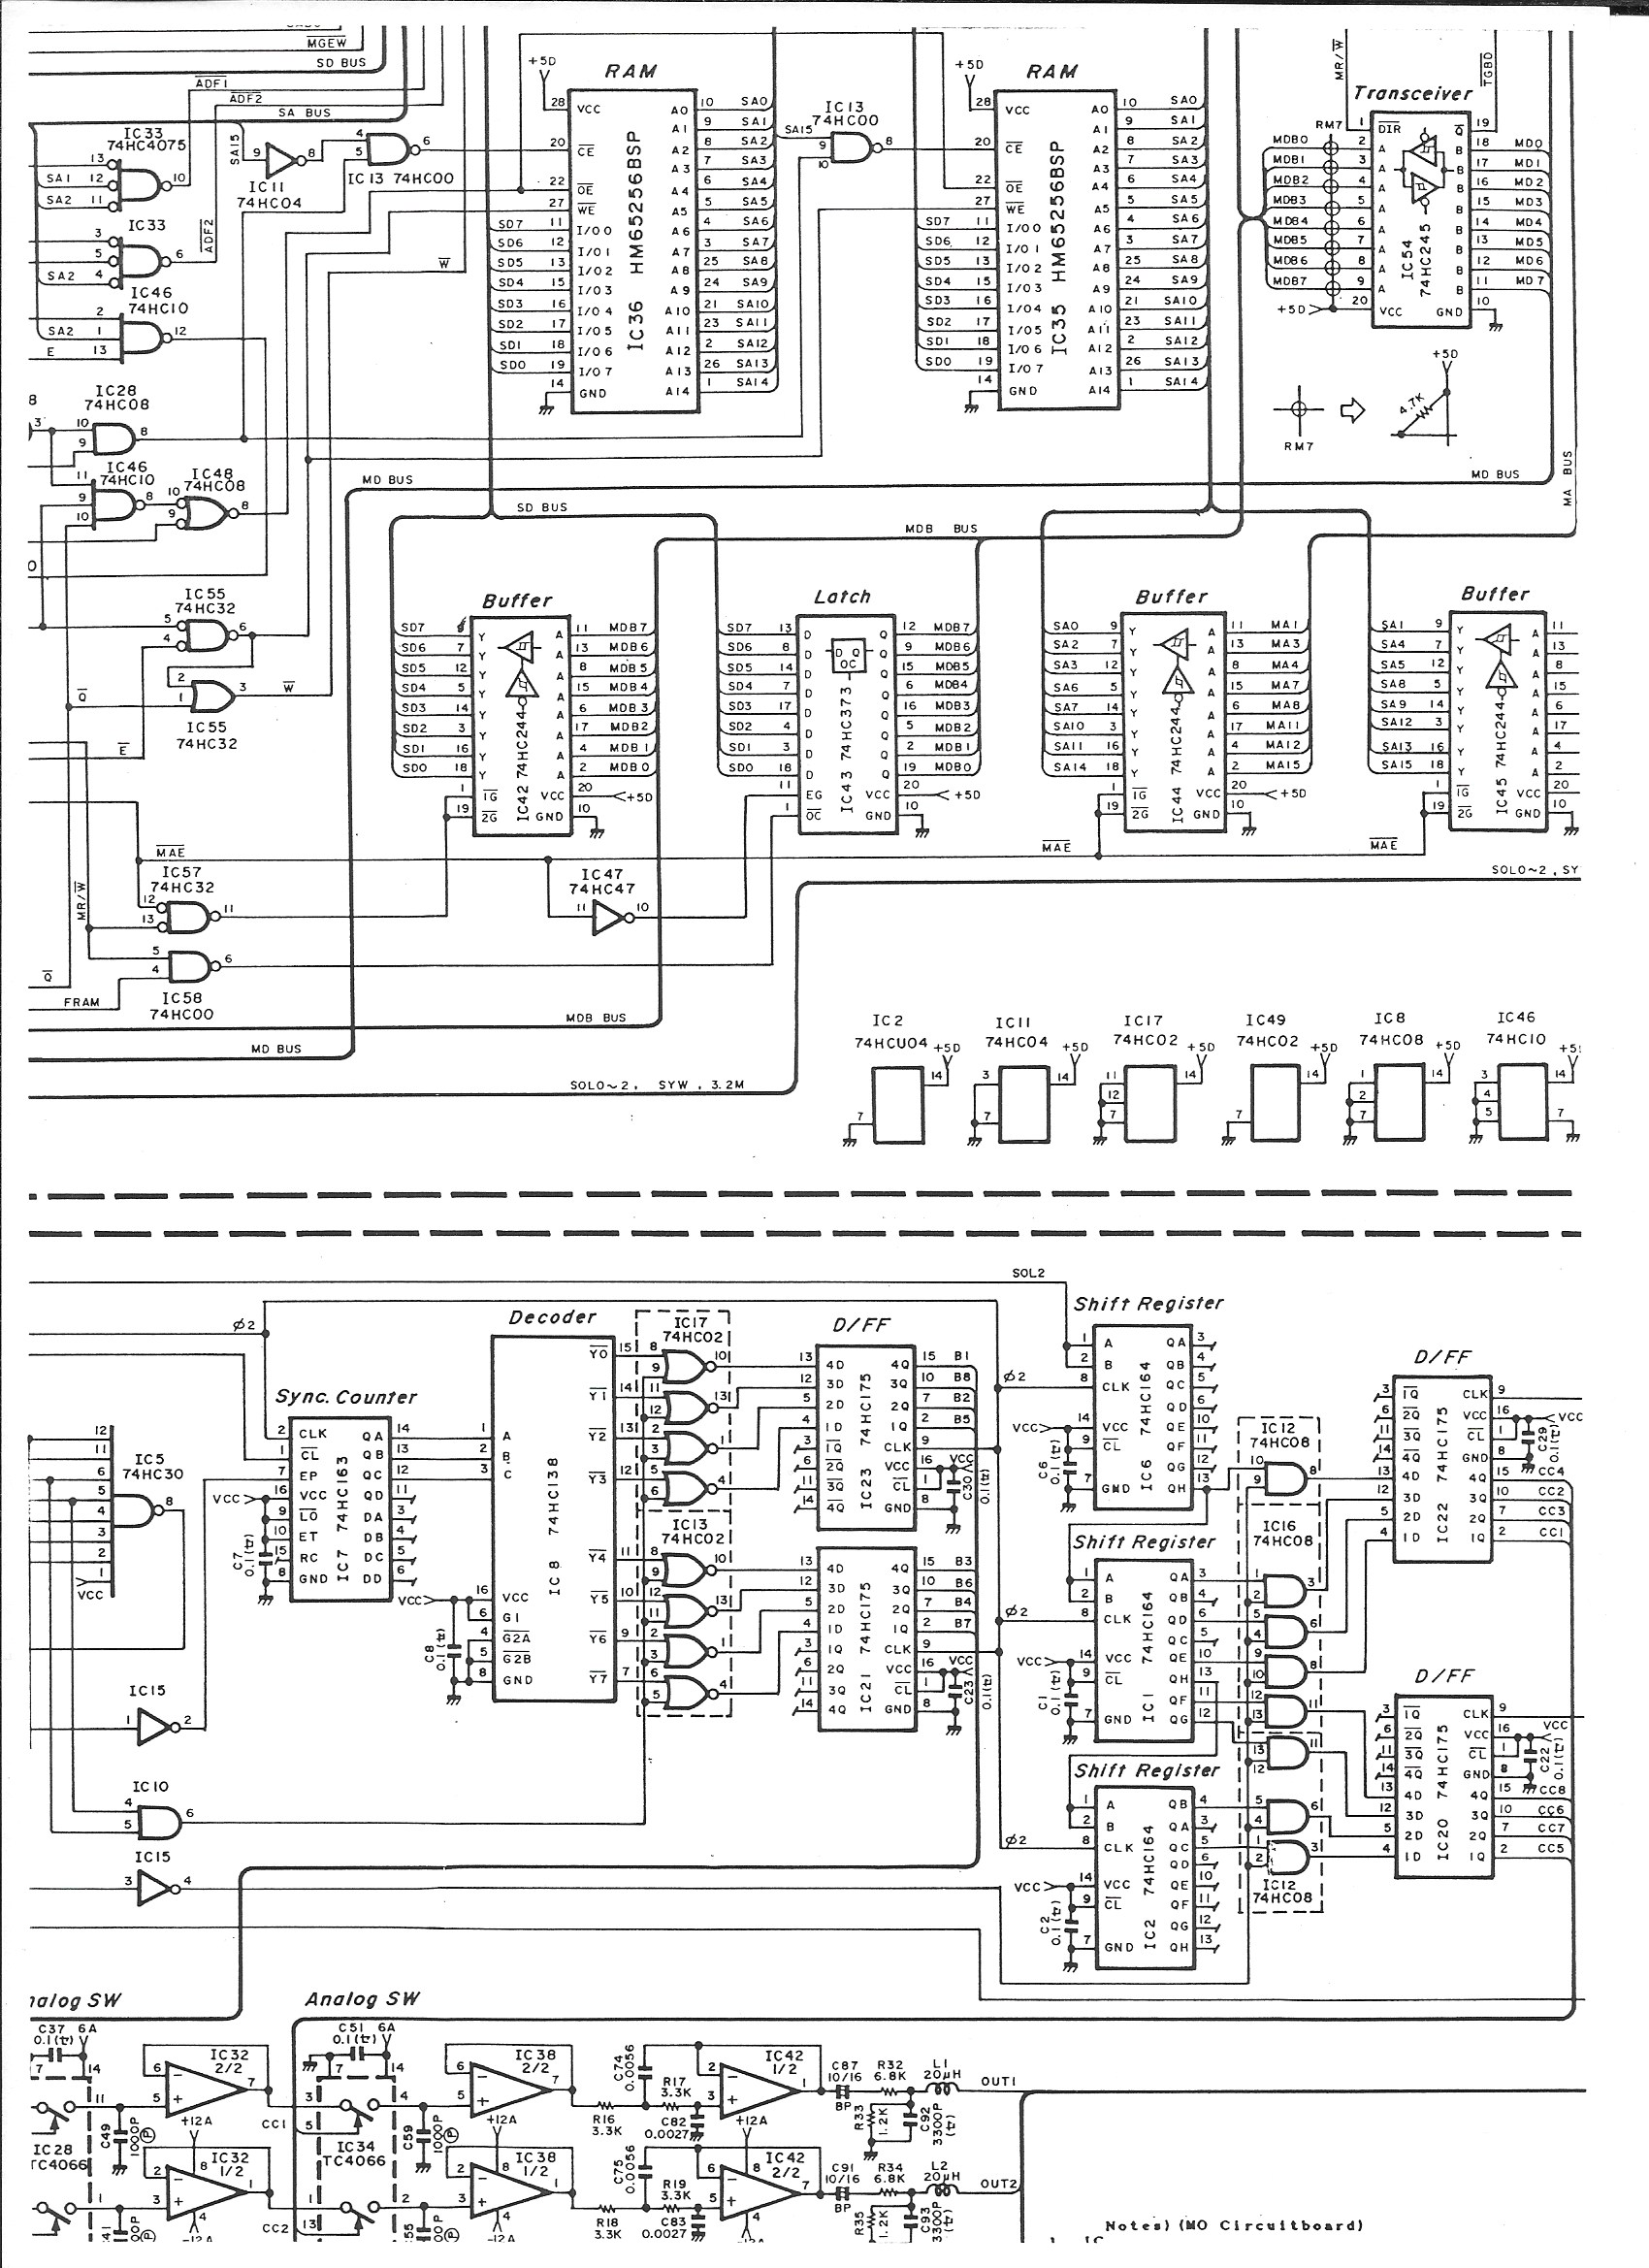 MGEW
SD BUS
ADF1
ADF2
SA BUS
+5D
RAM
+5D
RAM
MR/W
TGBD
Transceiver
IC33
74HC4075
13
SA1 12
SA2 11
10
SA15
9
8
IC11
74HC04
4
5
6
IC13 74HC00
IC33
3
5
SA2 4
6
ADF2
IC46
74HC10
2
SA2 1
E 13
12
W
28 VCC A0 10 SA0
A1 9 SA1
20 CE A2 8 SA2
A3 7 SA3
22 OE A4 6 SA4
27 WE A5 5 SA5
SD7 11 I/O0 A6 4 SA6
SD6 12 I/O1 A7 3 SA7
SD5 13 I/O2 A8 25 SA8
SD4 15 I/O3 A9 24 SA9
SD3 16 I/O4 A10 21 SA10
SD2 17 I/O5 A11 23 SA11
SD1 18 I/O6 A12 2 SA12
SD0 19 I/O7 A13 26 SA13
14 GND A14 1 SA14
IC36 HM65256BSP
IC13
74HC00
SA15
9
10
8
28 VCC A0 10 SA0
A1 9 SA1
20 CE A2 8 SA2
A3 7 SA3
22 OE A4 6 SA4
27 WE A5 5 SA5
SD7 11 I/O0 A6 4 SA6
SD6 12 I/O1 A7 3 SA7
SD5 13 I/O2 A8 25 SA8
SD4 15 I/O3 A9 24 SA9
SD3 16 I/O4 A10 21 SA10
SD2 17 I/O5 A11 23 SA11
SD1 18 I/O6 A12 2 SA12
SD0 19 I/O7 A13 26 SA13
14 GND A14 1 SA14
IC35 HM65256BSP
RM7 1 DIR Q 19
MDB0 2 A B 18 MD0
MDB1 3 A B 17 MD1
MDB2 4 A B 16 MD2
MDB3 5 A B 15 MD3
MDB4 6 A B 14 MD4
MDB5 7 A B 13 MD5
MDB6 8 A B 12 MD6
MDB7 9 A B 11 MD7
+5D 20 VCC GND 10
IC54
74HC245
+5D
4.7K
RM7
8
3
IC28
74HC08
10
9
8
IC46
74HC10
11
9
10
8
IC48
74HC08
10
9
8
MD BUS
MD BUS
MA BUS
SD BUS
MDB BUS
IC55
74HC32
5
4
6
Q
2
1
3
W
IC55
74HC32
E
Buffer
SD7 9 Y A 11 MDB7
SD6 7 Y A 13 MDB6
SD5 12 Y A 8 MDB5
SD4 5 Y A 15 MDB4
SD3 14 Y A 6 MDB3
SD2 3 Y A 17 MDB2
SD1 16 Y A 4 MDB1
SD0 18 Y A 2 MDB0
1 1G VCC 20 +5D
19 2G GND 10
IC42 74HC244
Latch
SD7 13 D Q 12 MDB7
SD6 8 D Q 9 MDB6
SD5 14 D Q 15 MDB5
SD4 7 D Q 6 MDB4
SD3 17 D Q 16 MDB3
SD2 4 D Q 5 MDB2
SD1 3 D Q 2 MDB1
SD0 18 D Q 19 MDB0
11 EG VCC 20 +5D
1 OC GND 10
D Q
OC
IC43 74HC373
Buffer
SA0 9 Y A 11 MA1
SA2 7 Y A 13 MA3
SA3 12 Y A 8 MA4
SA6 5 Y A 15 MA7
SA7 14 Y A 6 MA8
SA10 3 Y A 17 MA11
SA11 16 Y A 4 MA12
SA14 18 Y A 2 MA15
1 1G VCC 20 +5D
19 2G GND 10
IC44 74HC244
Buffer
SA1 9 Y A 11
SA4 7 Y A 13
SA5 12 Y A 8
SA8 5 Y A 15
SA9 14 Y A 6
SA12 3 Y A 17
SA13 16 Y A 4
SA15 18 Y A 2
1 1G VCC 20
19 2G GND 10
IC45 74HC244
MAE
MAE
MAE
IC57
74HC32
MR/W
12
13
11
IC47
74HC47
11
10
SOL0~2 , SY
5
4
6
Q
FRAM
IC58
74HC00
MDB BUS
MD BUS
SOL0~2, SYW, 3.2M
IC2
74HCU04 +5D
14
7
IC11
74HC04 +5D
3
14
7
IC17
74HC02 +5D
11
12
14
7
IC49
74HC02 +5D
14
7
IC8
74HC08 +5D
1
2
14
7
IC46
74HC10
3
4
5
14
7
SOL2
Ø2
Sync. Counter
2 CLK QA 14
1 CL QB 13
7 EP QC 12
VCC 16 VCC QD 11
9 LO DA 3
10 ET DB 4
15 RC DC 5
8 GND DD 6
IC7 74HC163
C7
0.1(t)
12
11
6
5
4
3
2
1
VCC
IC5
74HC30
8
Decoder
1 A Y0 15
2 B Y1 14
3 C Y2 13
Y3 12
Y4 11
VCC 16 VCC Y5 10
6 G1
4 G2A Y6 9
5 G2B
8 GND Y7 7
IC8 74HC138
C8
0.1(t)
IC17
74HC02
8
9
10
11
12
13
2
3
1
5
6
4
IC13
74HC02
8
9
10
12
11
13
2
3
1
6
5
4
D/FF
13 4D 4Q 15 B1
12 3D 3Q 10 B8
5 2D 2Q 7 B2
4 1D 1Q 2 B5
3 1Q CLK 9
6 2Q VCC 16 VCC
11 3Q CL 1
14 4Q GND 8
IC23 74HC175
C30
0.1(t)
13 4D 4Q 15 B3
12 3D 3Q 10 B6
5 2D 2Q 7 B4
4 1D 1Q 2 B7
3 1Q CLK 9
6 2Q VCC 16 VCC
11 3Q CL 1
14 4Q GND 8
IC21 74HC175
C23
0.1(t)
Shift Register
1 A QA 3
2 B QB 4
Ø2 8 CLK QC 5
QD 6
VCC 14 VCC QE 10
9 CL QF 11
QG 12
7 GND QH 13
IC6 74HC164
C6
0.1(t)
Shift Register
1 A QA 3
2 B QB 4
Ø2 8 CLK QD 6
QC 5
VCC 14 VCC QE 10
9 CL QH 13
QF 11
7 GND QG 12
IC1 74HC164
C1
0.1(t)
Shift Register
1 A QB 4
2 B QA 3
Ø2 8 CLK QC 5
QD 6
VCC 14 VCC QE 10
9 CL QF 11
QG 12
7 GND QH 13
IC2 74HC164
C2
0.1(t)
IC12
74HC08
10
9
8
IC16
74HC08
1
2
3
5
4
6
9
10
8
12
13
11
13
12
11
5
4
6
1
2
3
IC12
74HC08
D/FF
3 1Q CLK 9
6 2Q VCC 16 VCC
11 3Q CL 1
14 4Q GND 8
13 4D 4Q 15 CC4
12 3D 3Q 10 CC2
5 2D 2Q 7 CC3
4 1D 1Q 2 CC1
IC22 74HC175
C29
0.1(t)
D/FF
3 1Q CLK 9
6 2Q VCC 16 VCC
11 3Q CL 1
14 4Q GND 8
13 4D 4Q 15 CC8
12 3D 3Q 10 CC6
5 2D 2Q 7 CC7
4 1D 1Q 2 CC5
IC20 74HC175
C22
0.1(t)
IC15
1
2
IC10
4
5
6
IC15
3
4
nalog SW
C37 6A
0.1(t)
7
14
11
IC28
TC4066
1
C49
1000P
P
IC32
2/2
6
5
7
+12A
IC32
1/2
2
3
8
1
4
-12A
CC1
CC2
Analog SW
C51 6A
0.1(t)
7
14
3
5
4
IC34
TC4066
1
13
2
C59
1000P
P
IC38
2/2
6
5
7
+12A
IC38
1/2
2
3
8
1
4
-12A
R16
3.3K
C74
0.0056
R17
3.3K
C82
0.0027
IC42
1/2
2
3
1
+12A
C87
10/16
BP
R32
6.8K
R33
1.2K
C92
3300P
(t)
L1
20µH
OUT1
R18
3.3K
C75
0.0056
R19
3.3K
C83
0.0027
IC42
2/2
6
5
8
7
4
C91
10/16
BP
R34
6.8K
R35
1.2K
C93
3300P
(t)
L2
20µH
OUT2
Notes) (MO Circuitboard)